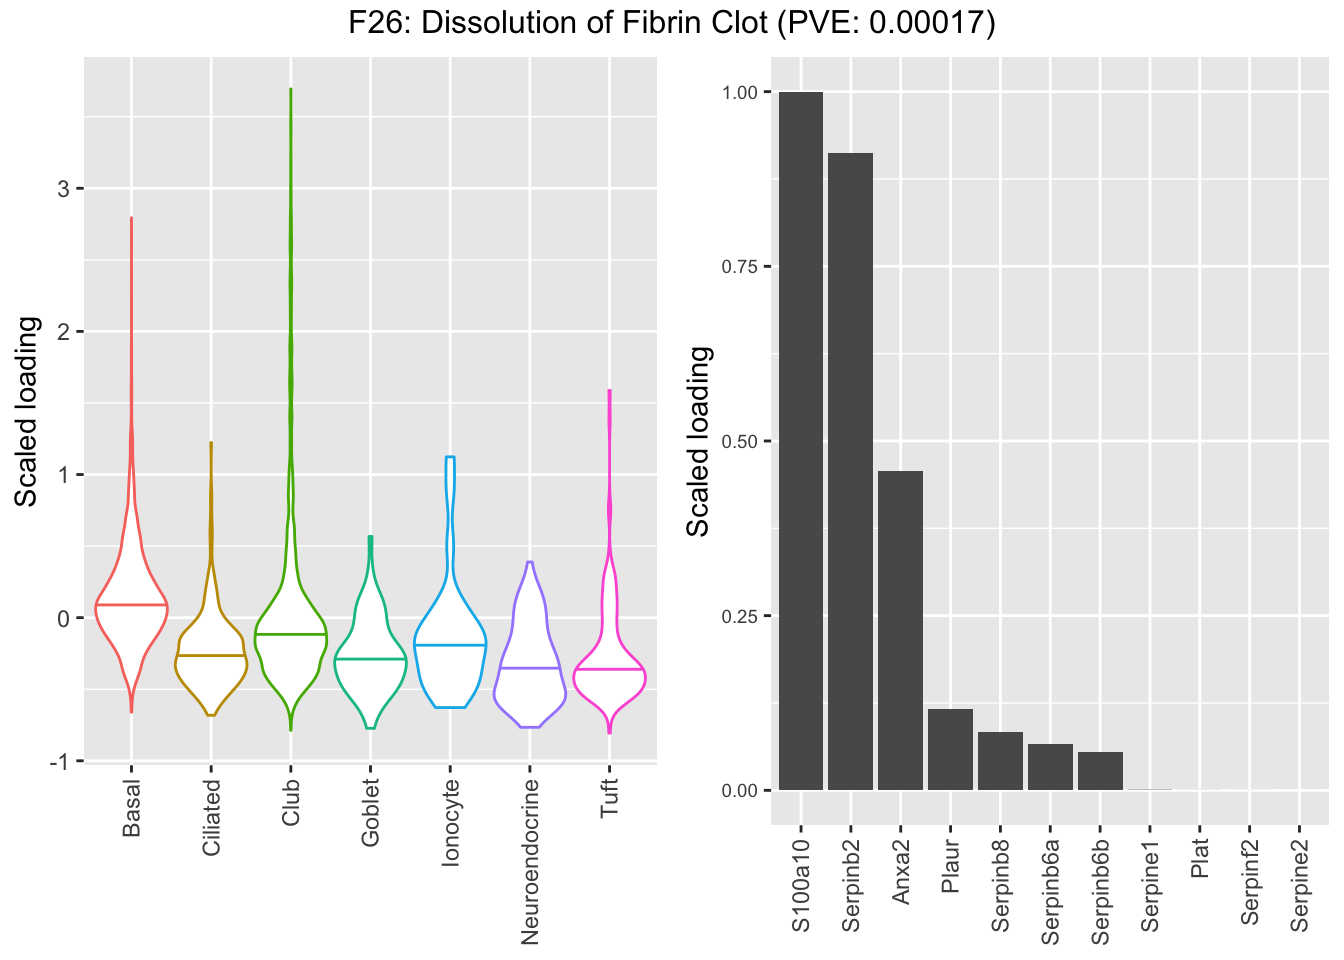 F26: Dissolution of Fibrin Clot (PVE: 0.00017)
Scaled loading
3
2
1
0
-1
Basal
Ciliated
Club
Goblet
Ionocyte
Neuroendocrine
Tuft
Scaled loading
1.00
0.75
0.50
0.25
0.00
S100a10
Serpinb2
Anxa2
Plaur
Serpinb8
Serpinb6a
Serpinb6b
Serpine1
Plat
Serpinf2
Serpine2